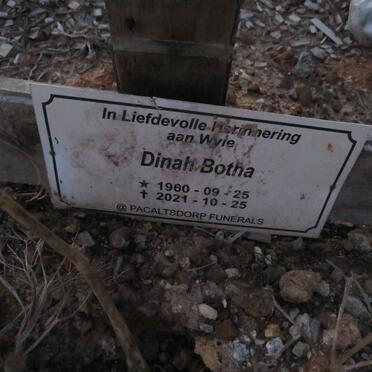 In Liefdevolle Herinnering
aan Wyle
Dinah Botha
★ 1960 - 09 - 25
✝ 2021 - 10 - 25
@ PACALTSDORP FUNERALS